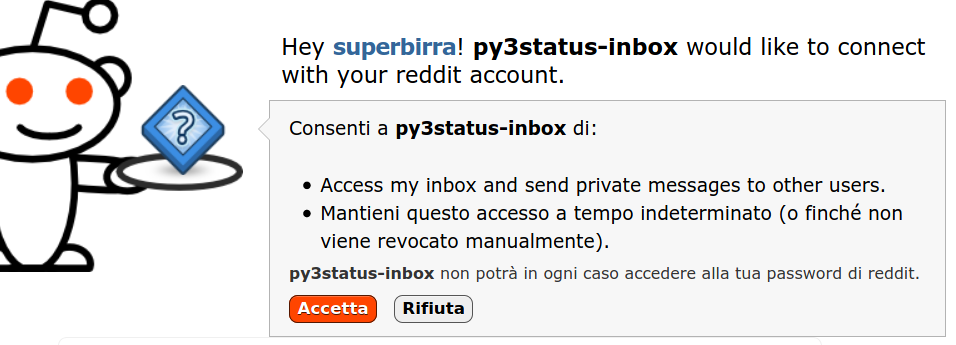 Hey superbirra! py3status-inbox would like to connect
with your reddit account.
Consenti a py3status-inbox di:
• Access my inbox and send private messages to other users.
• Mantieni questo accesso a tempo indeterminato (o finché non
viene revocato manualmente).
py3status-inbox non potrà in ogni caso accedere alla tua password di reddit.
Accetta Rifiuta